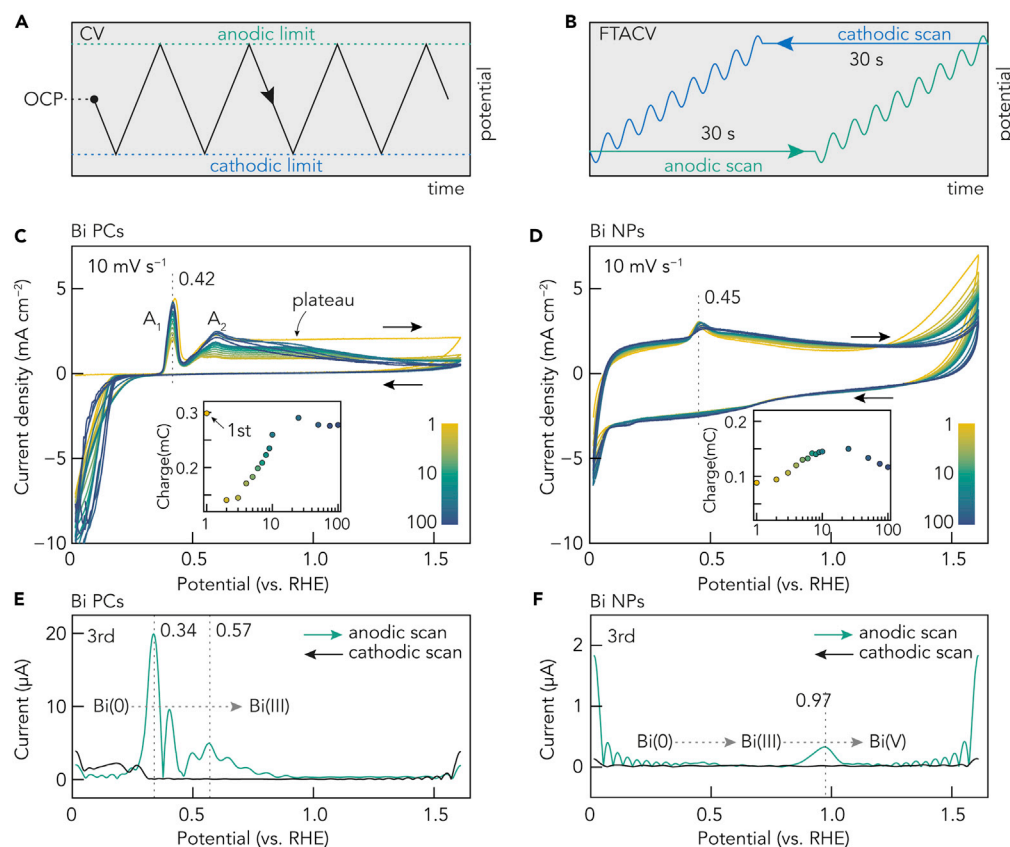 A
CV
anodic limit
OCP
cathodic limit
potential
time
B
FTACV
cathodic scan
30 s
30 s
anodic scan
potential
time
C
Bi PCs
10 mV s⁻¹
0.42
A₁
A₂
plateau
5
0
−5
−10
Current density (mA cm⁻²)
0.3
0.2
Charge(mC)
1st
1
10
100
1
10
100
0
0.5
1.0
1.5
Potential (vs. RHE)
D
Bi NPs
10 mV s⁻¹
0.45
5
0
−5
−10
Current density (mA cm⁻²)
0.2
0.1
Charge(mC)
1
10
100
1
10
100
0
0.5
1.0
1.5
Potential (vs. RHE)
E
Bi PCs
3rd
0.34
0.57
anodic scan
cathodic scan
Bi(0)
Bi(III)
20
10
0
Current (µA)
0
0.5
1.0
1.5
Potential (vs. RHE)
F
Bi NPs
3rd
anodic scan
cathodic scan
0.97
Bi(0)
Bi(III)
Bi(V)
2
1
0
Current (µA)
0
0.5
1.0
1.5
Potential (vs. RHE)